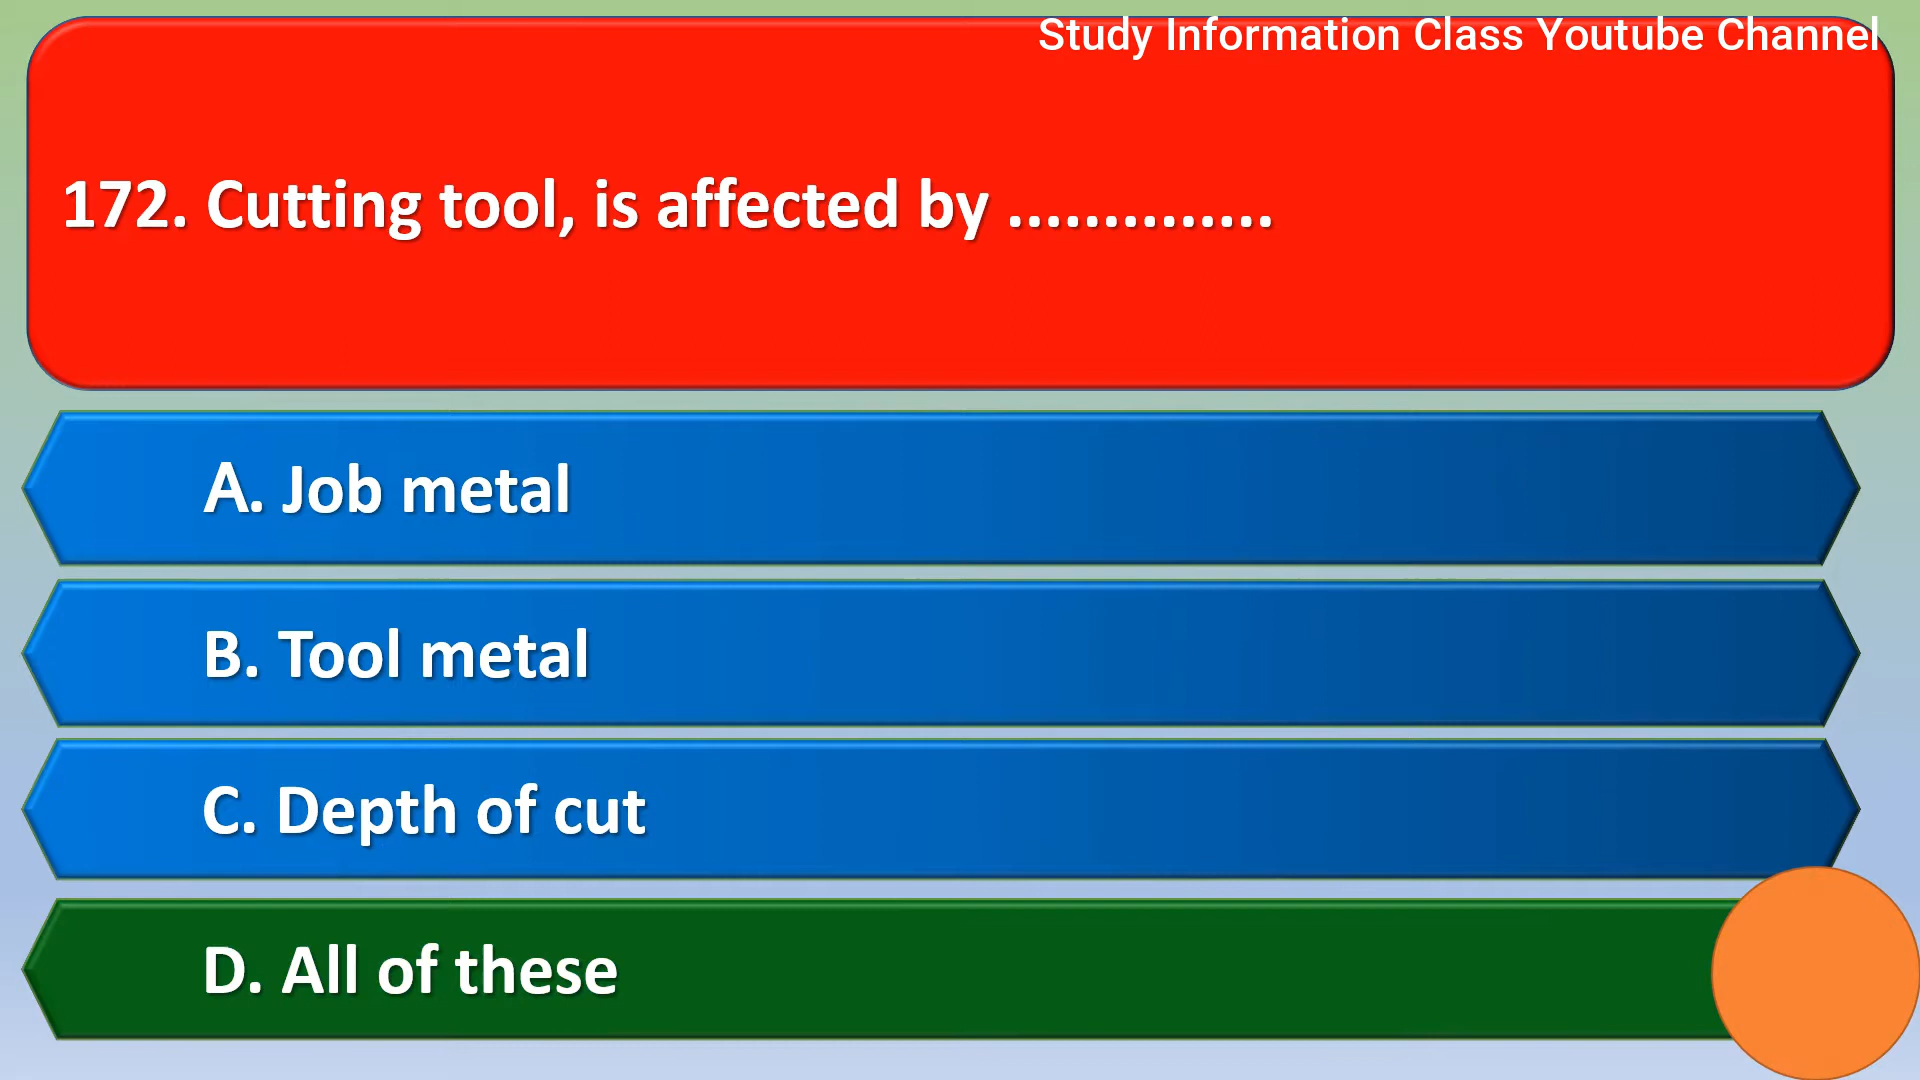 Study Information Class Youtube Channel
172. Cutting tool, is affected by ..............
A. Job metal
B. Tool metal
C. Depth of cut
D. All of these